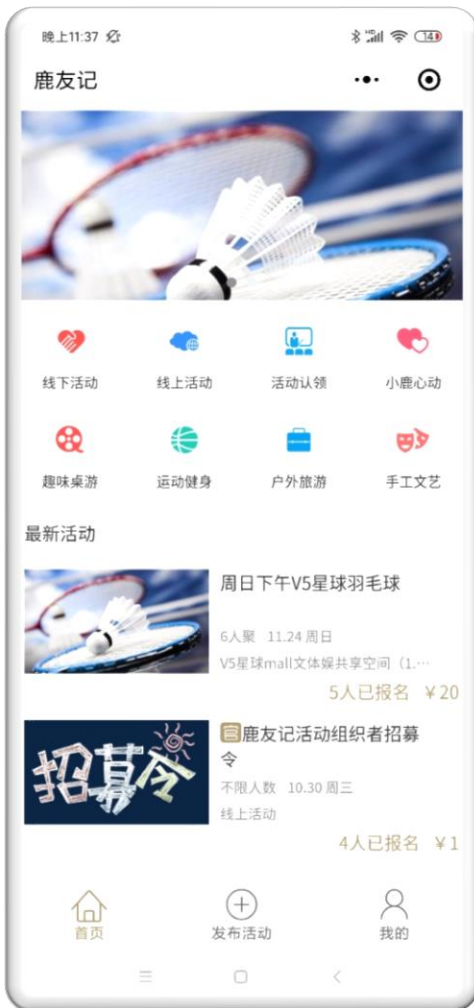 晚上11:37
HD
14
鹿友记
线下活动 线上活动 活动认领 小鹿心动
趣味桌游 运动健身 户外旅游 手工文艺
最新活动
周日下午V5星球羽毛球
6人聚 11.24 周日
V5星球mall文体娱共享空间（1.…
5人已报名 ￥20
招募令
官鹿友记活动组织者招募
令
不限人数 10.30 周三
线上活动
4人已报名 ￥1
首页 发布活动 我的